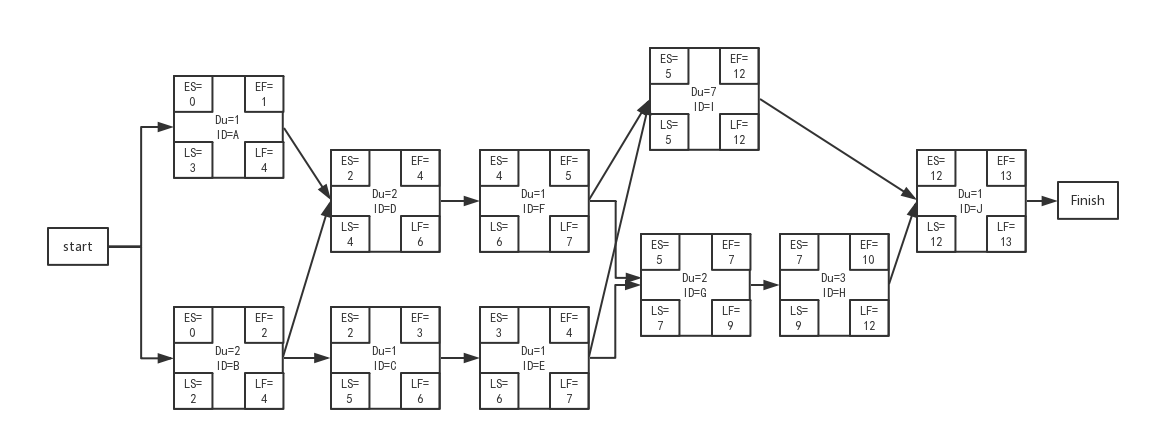 start
ES=
0
EF=
1
Du=1
ID=A
LS=
3
LF=
4
ES=
0
EF=
2
Du=2
ID=B
LS=
2
LF=
4
ES=
2
EF=
4
Du=2
ID=D
LS=
4
LF=
6
ES=
2
EF=
3
Du=1
ID=C
LS=
5
LF=
6
ES=
4
EF=
5
Du=1
ID=F
LS=
6
LF=
7
ES=
3
EF=
4
Du=1
ID=E
LS=
6
LF=
7
ES=
5
EF=
12
Du=7
ID=I
LS=
5
LF=
12
ES=
5
EF=
7
Du=2
ID=G
LS=
7
LF=
9
ES=
7
EF=
10
Du=3
ID=H
LS=
9
LF=
12
ES=
12
EF=
13
Du=1
ID=J
LS=
12
LF=
13
Finish